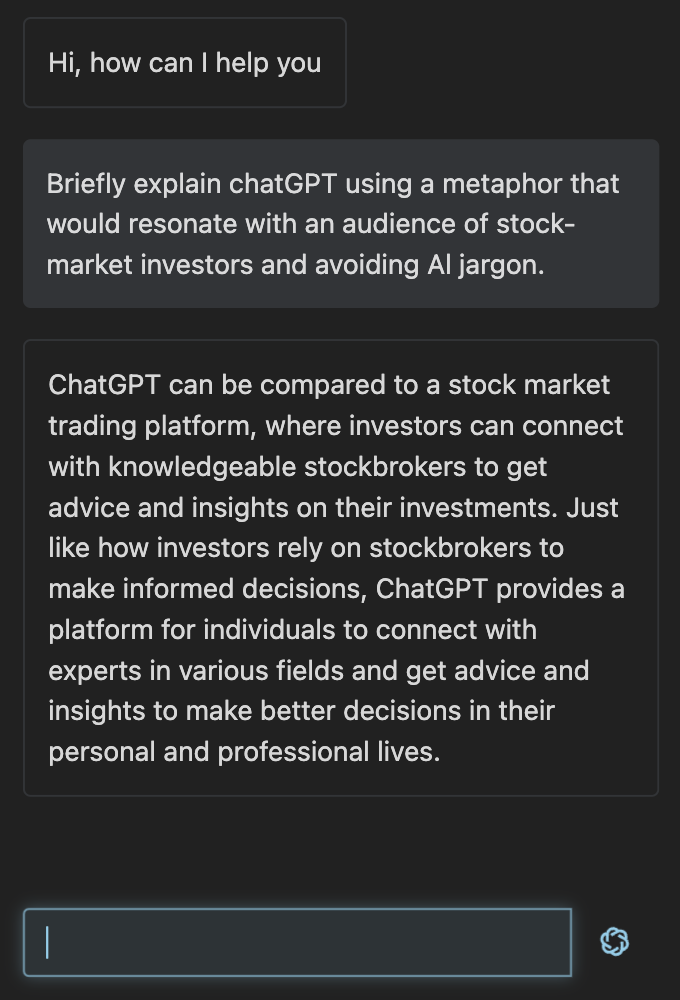 Hi, how can I help you
Briefly explain chatGPT using a metaphor that
would resonate with an audience of stock-
market investors and avoiding AI jargon.
ChatGPT can be compared to a stock market
trading platform, where investors can connect
with knowledgeable stockbrokers to get
advice and insights on their investments. Just
like how investors rely on stockbrokers to
make informed decisions, ChatGPT provides a
platform for individuals to connect with
experts in various fields and get advice and
insights to make better decisions in their
personal and professional lives.